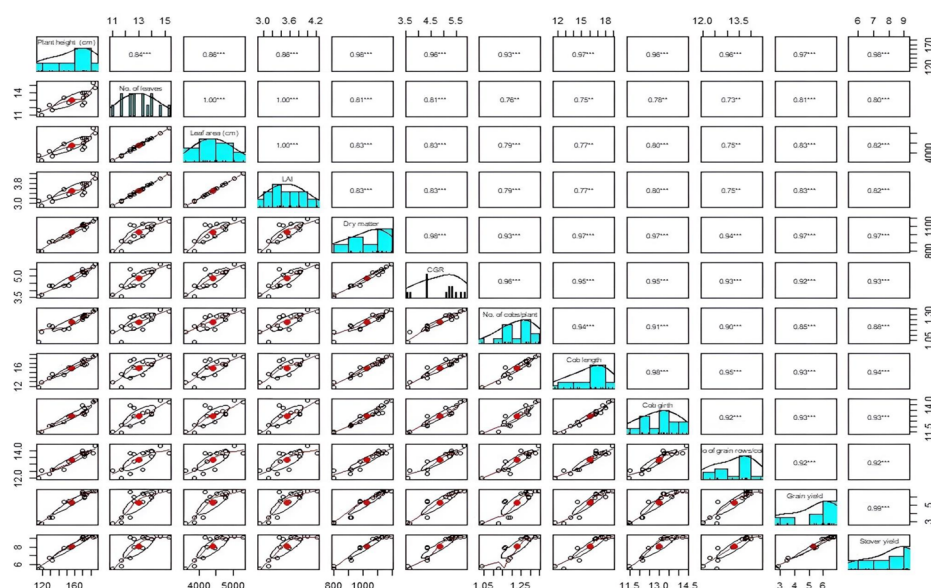 11 13 15 3.0 3.6 4.2 3.5 4.5 5.5 12 14 16 18 12.0 13.5 6 7 8 9
Plant height (cm) 0.84*** 0.86*** 0.86*** 0.98*** 0.96*** 0.93*** 0.97*** 0.96*** 0.96*** 0.97*** 0.98*** 120 170
11 14 No. of leaves 1.00*** 1.00*** 0.81*** 0.81*** 0.76** 0.75** 0.78** 0.73** 0.81*** 0.80***
Leaf area (cm) 1.00*** 0.83*** 0.83*** 0.79*** 0.77** 0.80*** 0.75** 0.83*** 0.82*** 4000
3.0 3.8 LAI 0.83*** 0.83*** 0.79*** 0.77** 0.80*** 0.75** 0.83*** 0.82***
Dry matter 0.98*** 0.93*** 0.97*** 0.97*** 0.94*** 0.97*** 0.97*** 800 1100
3.5 5.0 CGR 0.96*** 0.95*** 0.95*** 0.93*** 0.92*** 0.93***
No. of cobs/plant 0.94*** 0.91*** 0.90*** 0.85*** 0.88*** 1.05 1.30
12 16 Cob length 0.98*** 0.95*** 0.93*** 0.94***
Cob girth 0.92*** 0.93*** 0.93*** 11.5 14.0
12.0 14.0 o of grain rows/co 0.92*** 0.92***
Grain yield 0.99*** 3 5
6 8 Stover yield
120 160 4000 5000 800 1000 1.05 1.25 11.5 13.0 14.5 3 4 5 6